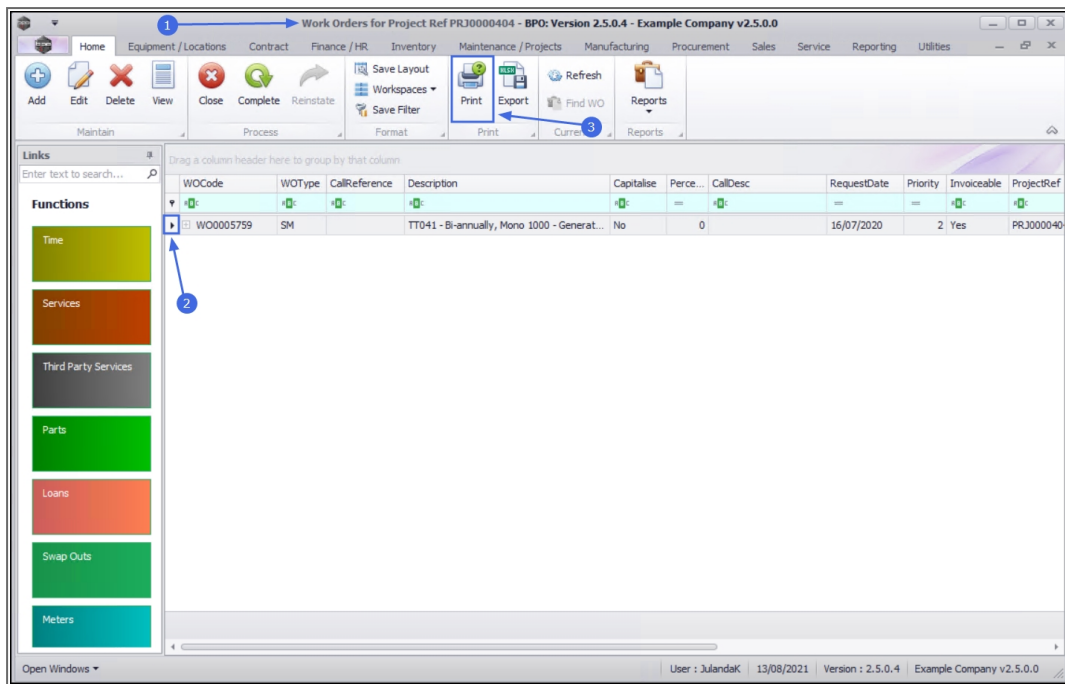 1
Work Orders for Project Ref PRJ0000404 - BPO: Version 2.5.0.4 - Example Company v2.5.0.0
Home Equipment / Locations Contract Finance / HR Inventory Maintenance / Projects Manufacturing Procurement Sales Service Reporting Utilities
Add Edit Delete View Close Complete Reinstate Save Layout Workspaces Save Filter Print Export Refresh Find WO Reports
Maintain Process Format Print Reports
3
Links
Enter text to search...
Drag a column header here to group by that column
WOCode WOType CallReference Description Capitalise Perce... CallDesc RequestDate Priority Invoiceable ProjectRef
WO0005759 SM TT041 - Bi-annually, Mono 1000 - Generat... No 0 16/07/2020 2 Yes PRJ000040
2
Functions
Time
Services
Third Party Services
Parts
Loans
Swap Outs
Meters
Open Windows User : JulandaK 13/08/2021 Version : 2.5.0.4 Example Company v2.5.0.0